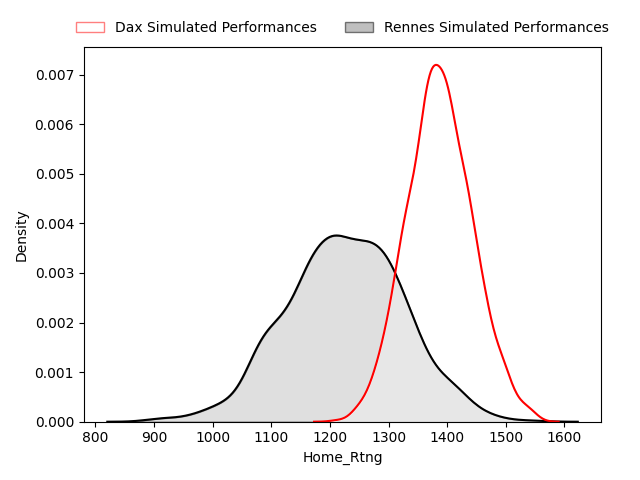 Dax Simulated Performances
Rennes Simulated Performances
0.007
0.006
0.005
0.004
0.003
0.002
0.001
0.000
Density
800 900 1000 1100 1200 1300 1400 1500 1600
Home_Rtng